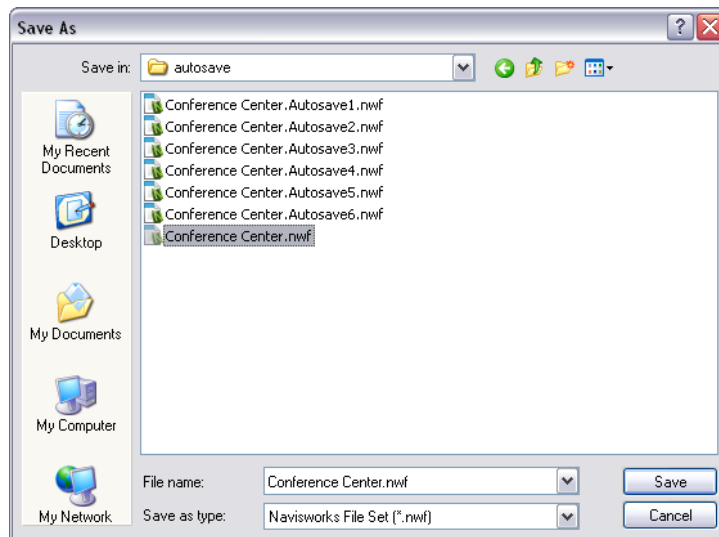 Save As
Save in:
autosave
My Recent
Documents
Desktop
My Documents
My Computer
My Network
Conference Center.Autosave1.nwf
Conference Center.Autosave2.nwf
Conference Center.Autosave3.nwf
Conference Center.Autosave4.nwf
Conference Center.Autosave5.nwf
Conference Center.Autosave6.nwf
Conference Center.nwf
File name:
Conference Center.nwf
Save
Save as type:
Navisworks File Set (*.nwf)
Cancel